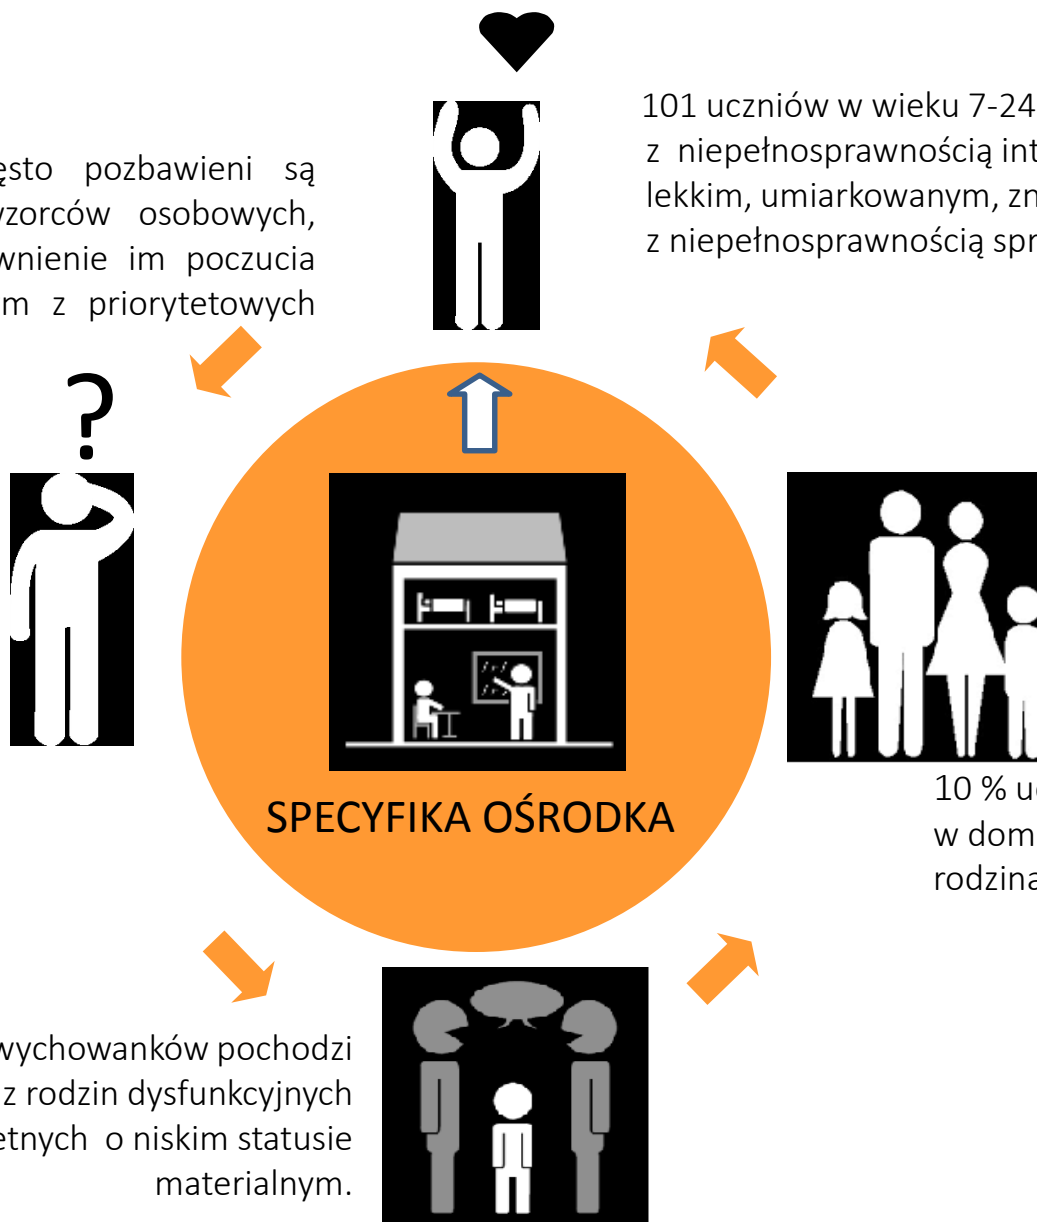 101 uczniów w wieku 7-24
z niepełnosprawnością int
lekkim, umiarkowanym, zn
z niepełnosprawnością spr
ęsto pozbawieni są
yzorców osobowych,
wnienie im poczucia
m z priorytetowych
?
SPECYFIKA OŚRODKA
10 % u
w dom
rodzina
wychowanków pochodzi
z rodzin dysfunkcyjnych
etnych o niskim statusie
materialnym.